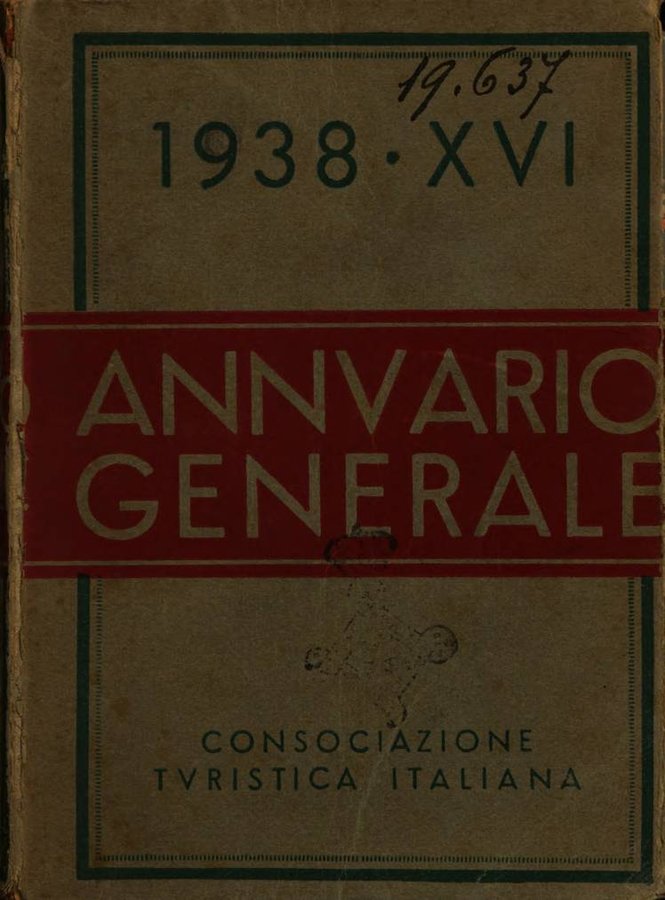 19.637
1938 · XVI
ANNVARIO
GENERALE
CONSOCIAZIONE
TVRISTICA ITALIANA